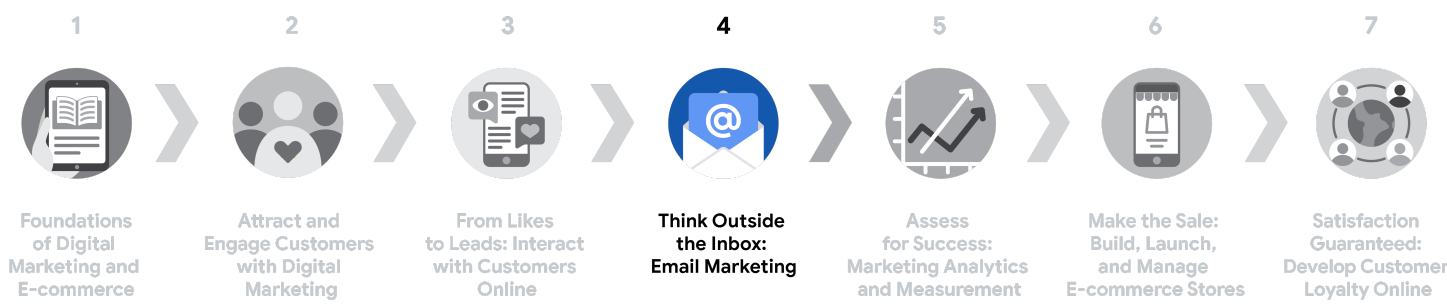 1
2
3
4
5
6
7
@
Foundations
of Digital
Marketing and
E-commerce
Attract and
Engage Customers
with Digital
Marketing
From Likes
to Leads: Interact
with Customers
Online
Think Outside
the Inbox:
Email Marketing
Assess
for Success:
Marketing Analytics
and Measurement
Make the Sale:
Build, Launch,
and Manage
E-commerce Stores
Satisfaction
Guaranteed:
Develop Customer
Loyalty Online